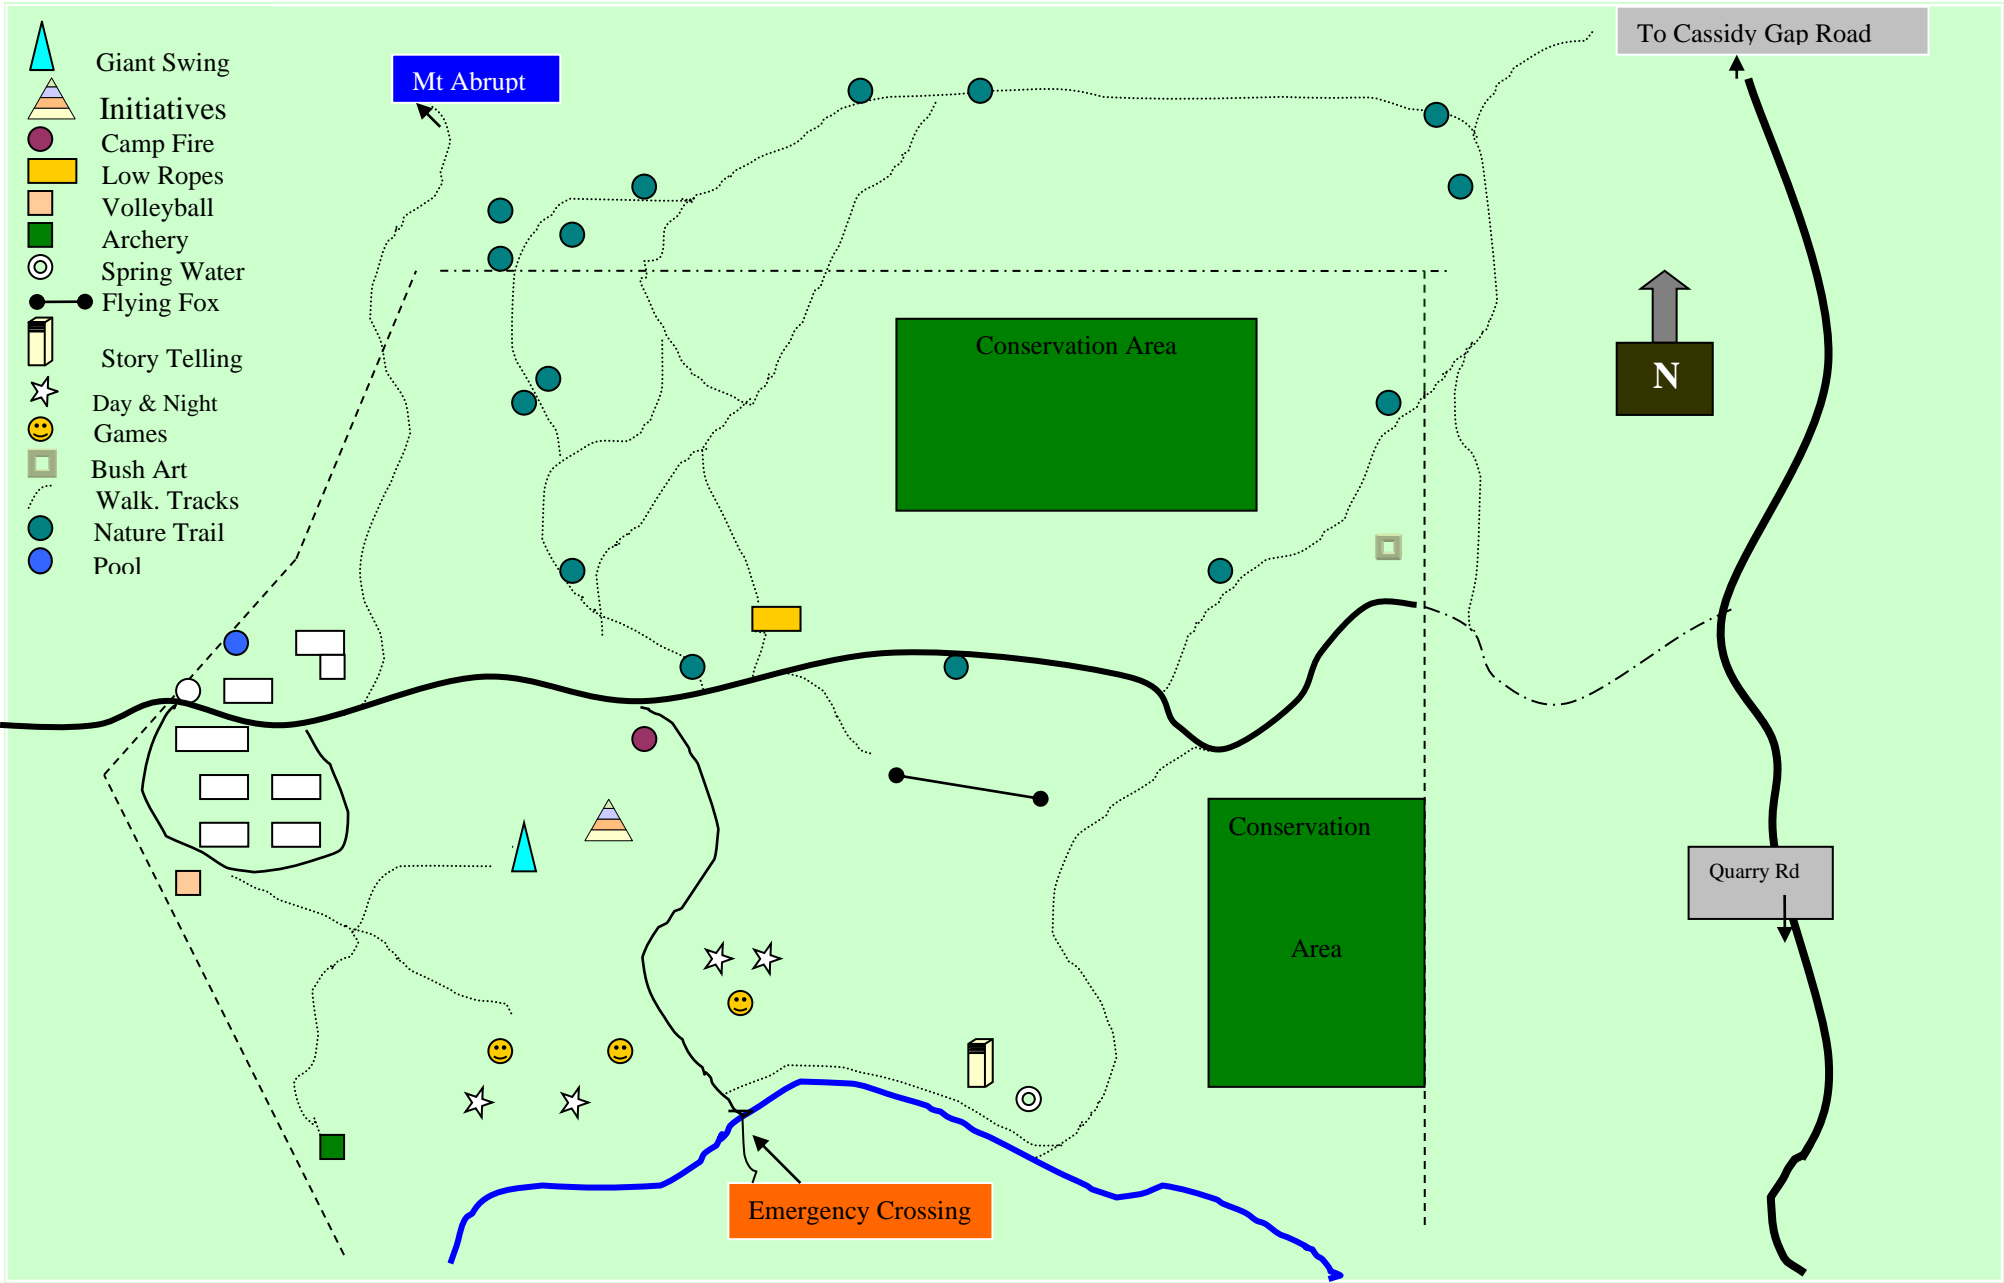 Giant Swing
Initiatives
Camp Fire
Low Ropes
Volleyball
Archery
Spring Water
Flying Fox
Story Telling
Day & Night
Games
Bush Art
Walk. Tracks
Nature Trail
Pool
Mt Abrupt
To Cassidy Gap Road
Conservation Area
N
Conservation
Area
Quarry Rd
Emergency Crossing